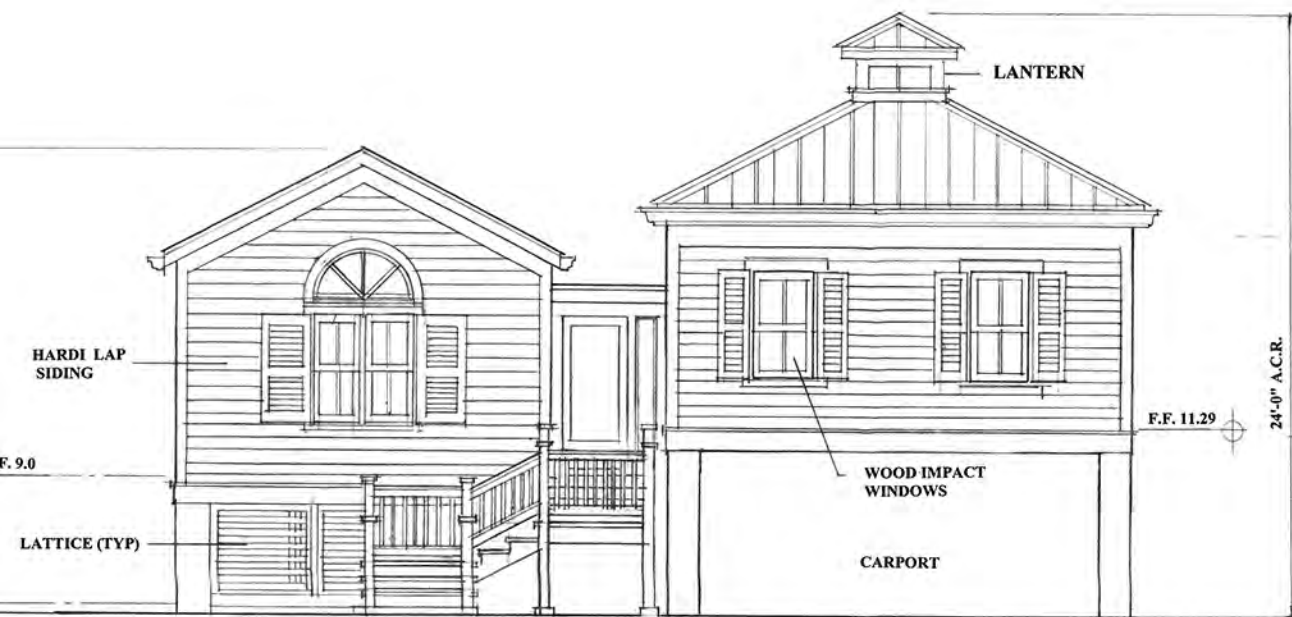 LANTERN
HARDI LAP
SIDING
24'-0" A.C.R.
F.F. 11.29
F. 9.0
WOOD IMPACT
WINDOWS
LATTICE (TYP)
CARPORT